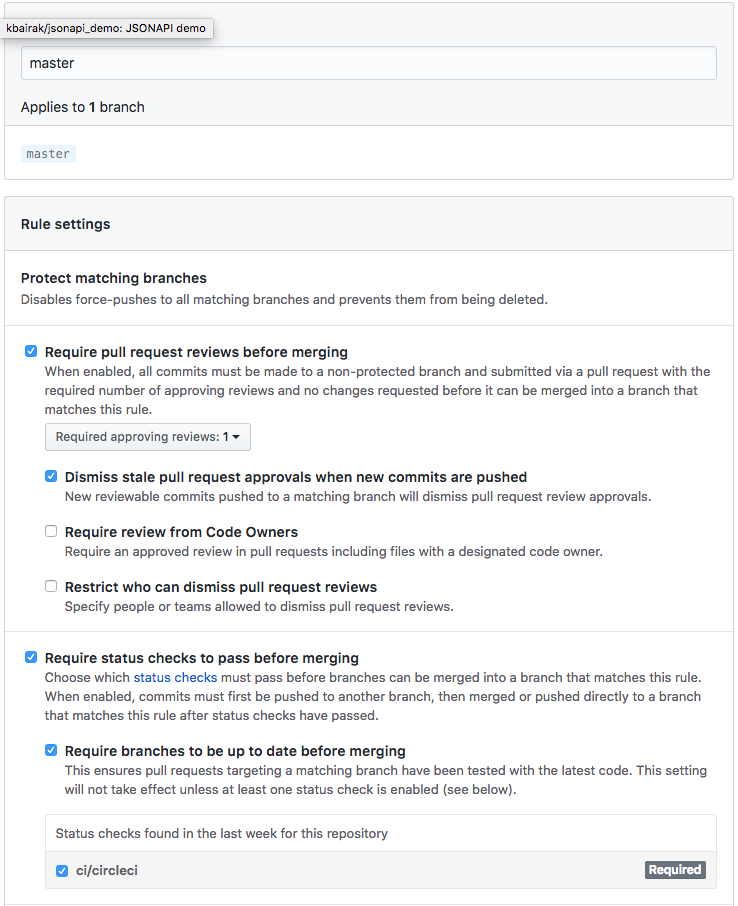 kbairak/jsonapi_demo: JSONAPI demo
master
Applies to 1 branch
master
Rule settings
Protect matching branches
Disables force-pushes to all matching branches and prevents them from being deleted.
Require pull request reviews before merging
When enabled, all commits must be made to a non-protected branch and submitted via a pull request with the
required number of approving reviews and no changes requested before it can be merged into a branch that
matches this rule.
Required approving reviews: 1
Dismiss stale pull request approvals when new commits are pushed
New reviewable commits pushed to a matching branch will dismiss pull request review approvals.
Require review from Code Owners
Require an approved review in pull requests including files with a designated code owner.
Restrict who can dismiss pull request reviews
Specify people or teams allowed to dismiss pull request reviews.
Require status checks to pass before merging
Choose which status checks must pass before branches can be merged into a branch that matches this rule.
When enabled, commits must first be pushed to another branch, then merged or pushed directly to a branch
that matches this rule after status checks have passed.
Require branches to be up to date before merging
This ensures pull requests targeting a matching branch have been tested with the latest code. This setting
will not take effect unless at least one status check is enabled (see below).
Status checks found in the last week for this repository
ci/circleci Required